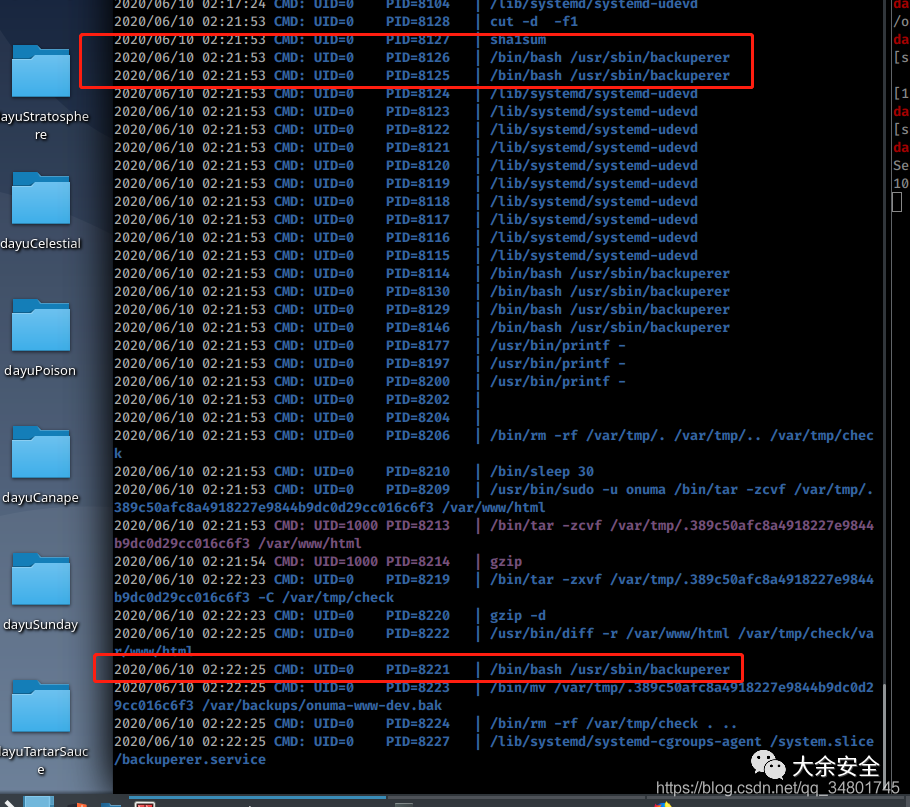 2020/06/10 02:17:24 CMD: UID=0 PID=8104 | /lib/systemd/systemd-udevd
2020/06/10 02:21:53 CMD: UID=0 PID=8128 | cut -d -f1
2020/06/10 02:21:53 CMD: UID=0 PID=8127 | sha1sum
2020/06/10 02:21:53 CMD: UID=0 PID=8126 | /bin/bash /usr/sbin/backuperer
2020/06/10 02:21:53 CMD: UID=0 PID=8125 | /bin/bash /usr/sbin/backuperer
2020/06/10 02:21:53 CMD: UID=0 PID=8124 | /lib/systemd/systemd-udevd
2020/06/10 02:21:53 CMD: UID=0 PID=8123 | /lib/systemd/systemd-udevd
2020/06/10 02:21:53 CMD: UID=0 PID=8122 | /lib/systemd/systemd-udevd
2020/06/10 02:21:53 CMD: UID=0 PID=8121 | /lib/systemd/systemd-udevd
2020/06/10 02:21:53 CMD: UID=0 PID=8120 | /lib/systemd/systemd-udevd
2020/06/10 02:21:53 CMD: UID=0 PID=8119 | /lib/systemd/systemd-udevd
2020/06/10 02:21:53 CMD: UID=0 PID=8118 | /lib/systemd/systemd-udevd
2020/06/10 02:21:53 CMD: UID=0 PID=8117 | /lib/systemd/systemd-udevd
2020/06/10 02:21:53 CMD: UID=0 PID=8116 | /lib/systemd/systemd-udevd
2020/06/10 02:21:53 CMD: UID=0 PID=8115 | /lib/systemd/systemd-udevd
2020/06/10 02:21:53 CMD: UID=0 PID=8114 | /bin/bash /usr/sbin/backuperer
2020/06/10 02:21:53 CMD: UID=0 PID=8130 | /bin/bash /usr/sbin/backuperer
2020/06/10 02:21:53 CMD: UID=0 PID=8129 | /bin/bash /usr/sbin/backuperer
2020/06/10 02:21:53 CMD: UID=0 PID=8146 | /bin/bash /usr/sbin/backuperer
2020/06/10 02:21:53 CMD: UID=0 PID=8177 | /usr/bin/printf -
2020/06/10 02:21:53 CMD: UID=0 PID=8197 | /usr/bin/printf -
2020/06/10 02:21:53 CMD: UID=0 PID=8200 | /usr/bin/printf -
2020/06/10 02:21:53 CMD: UID=0 PID=8202 |
2020/06/10 02:21:53 CMD: UID=0 PID=8204 |
2020/06/10 02:21:53 CMD: UID=0 PID=8206 | /bin/rm -rf /var/tmp/. /var/tmp/.. /var/tmp/chec
k
2020/06/10 02:21:53 CMD: UID=0 PID=8210 | /bin/sleep 30
2020/06/10 02:21:53 CMD: UID=0 PID=8209 | /usr/bin/sudo -u onuma /bin/tar -zcvf /var/tmp/.
389c50afc8a4918227e9844b9dc0d29cc016c6f3 /var/www/html
2020/06/10 02:21:53 CMD: UID=1000 PID=8213 | /bin/tar -zcvf /var/tmp/.389c50afc8a4918227e9844
b9dc0d29cc016c6f3 /var/www/html
2020/06/10 02:21:54 CMD: UID=1000 PID=8214 | gzip
2020/06/10 02:22:23 CMD: UID=0 PID=8219 | /bin/tar -zxvf /var/tmp/.389c50afc8a4918227e9844
b9dc0d29cc016c6f3 -C /var/tmp/check
2020/06/10 02:22:23 CMD: UID=0 PID=8220 | gzip -d
2020/06/10 02:22:25 CMD: UID=0 PID=8222 | /usr/bin/diff -r /var/www/html /var/tmp/check/va
r/www/html
2020/06/10 02:22:25 CMD: UID=0 PID=8221 | /bin/bash /usr/sbin/backuperer
2020/06/10 02:22:25 CMD: UID=0 PID=8223 | /bin/mv /var/tmp/.389c50afc8a4918227e9844b9dc0d2
9cc016c6f3 /var/backups/onuma-www-dev.bak
2020/06/10 02:22:25 CMD: UID=0 PID=8224 | /bin/rm -rf /var/tmp/check . ..
2020/06/10 02:22:25 CMD: UID=0 PID=8227 | /lib/systemd/systemd-cgroups-agent /system.slice
/backuperer.service
ayuStratosphe
re
dayuCelestial
dayuPoison
dayuCanape
dayuSunday
ayuTartarSauc
e
da
/o
da
[s
[1
da
[s
da
Se
10
大余安全
https://blog.csdn.net/qq_34801745